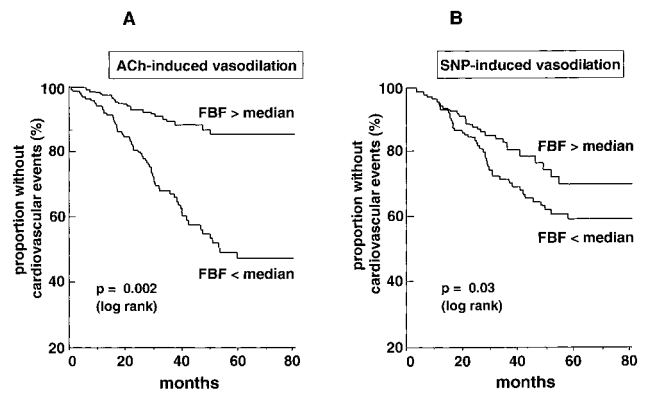 A
ACh-induced vasodilation
100
80
60
40
20
proportion without
cardiovascular events (%)
FBF > median
FBF < median
p = 0.002
(log rank)
0 20 40 60 80
months
B
SNP-induced vasodilation
100
80
60
40
20
proportion without
cardiovascular events (%)
FBF > median
FBF < median
p = 0.03
(log rank)
0 20 40 60 80
months